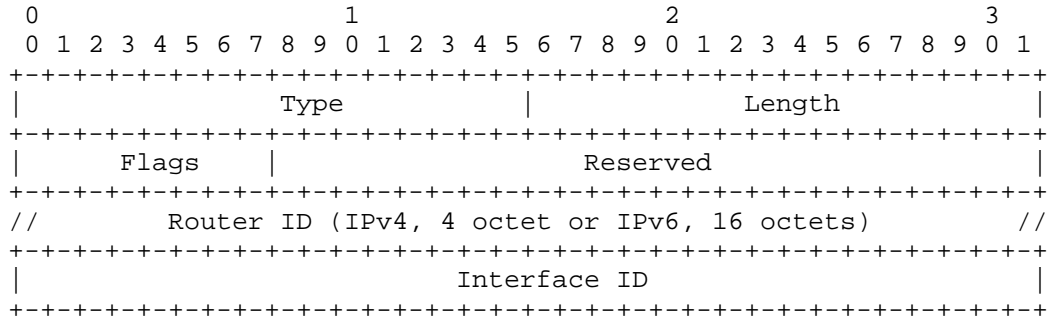 0                   1                   2                   3
 0 1 2 3 4 5 6 7 8 9 0 1 2 3 4 5 6 7 8 9 0 1 2 3 4 5 6 7 8 9 0 1
+-+-+-+-+-+-+-+-+-+-+-+-+-+-+-+-+-+-+-+-+-+-+-+-+-+-+-+-+-+-+-+-+
|              Type             |             Length            |
+-+-+-+-+-+-+-+-+-+-+-+-+-+-+-+-+-+-+-+-+-+-+-+-+-+-+-+-+-+-+-+-+
|      Flags    |                   Reserved                    |
+-+-+-+-+-+-+-+-+-+-+-+-+-+-+-+-+-+-+-+-+-+-+-+-+-+-+-+-+-+-+-+-+
//        Router ID (IPv4, 4 octet or IPv6, 16 octets)         //
+-+-+-+-+-+-+-+-+-+-+-+-+-+-+-+-+-+-+-+-+-+-+-+-+-+-+-+-+-+-+-+-+
|                           Interface ID                        |
+-+-+-+-+-+-+-+-+-+-+-+-+-+-+-+-+-+-+-+-+-+-+-+-+-+-+-+-+-+-+-+-+